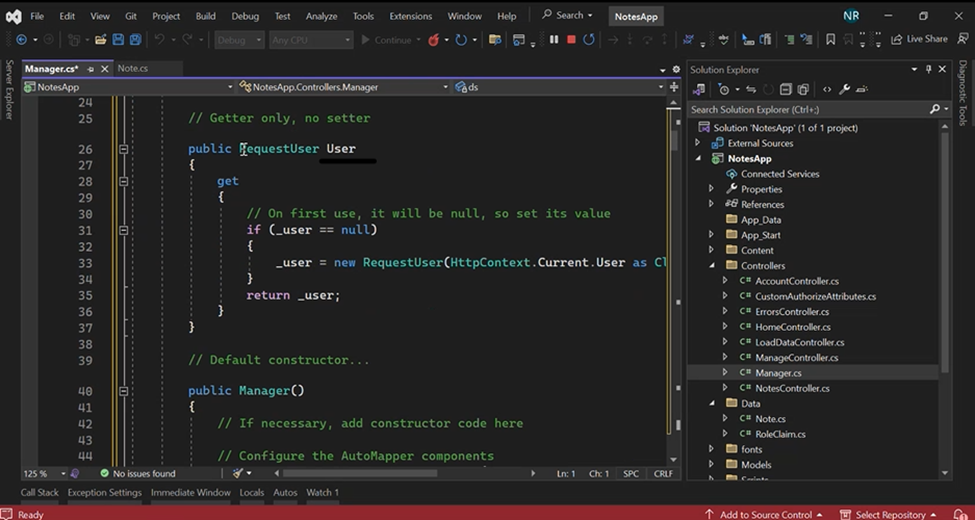 File Edit View Git Project Build Debug Test Analyze Tools Extensions Window Help Search NotesApp NR
Debug Any CPU Continue Live Share
Server Explorer
Manager.cs* Note.cs
NotesApp NotesApp.Controllers.Manager ds
24
25 // Getter only, no setter
26 public RequestUser User
27 {
28 get
29 {
30 // On first use, it will be null, so set its value
31 if (_user == null)
32 {
33 _user = new RequestUser(HttpContext.Current.User as Cl
34 }
35 return _user;
36 }
37 }
38
39 // Default constructor...
40 public Manager()
41 {
42 // If necessary, add constructor code here
43
44 // Configure the AutoMapper components
125 % No issues found Ln: 1 Ch: 1 SPC CRLF
Call Stack Exception Settings Immediate Window Locals Autos Watch 1
Solution Explorer
Search Solution Explorer (Ctrl+;)
Solution 'NotesApp' (1 of 1 project)
External Sources
NotesApp
Connected Services
Properties
References
App_Data
App_Start
Content
Controllers
C# AccountController.cs
C# CustomAuthorizeAttributes.cs
C# ErrorsController.cs
C# HomeController.cs
C# LoadDataController.cs
C# ManageController.cs
C# Manager.cs
C# NotesController.cs
Data
C# Note.cs
C# RoleClaim.cs
fonts
Models
Scripts
Diagnostic Tools
Ready Add to Source Control Select Repository